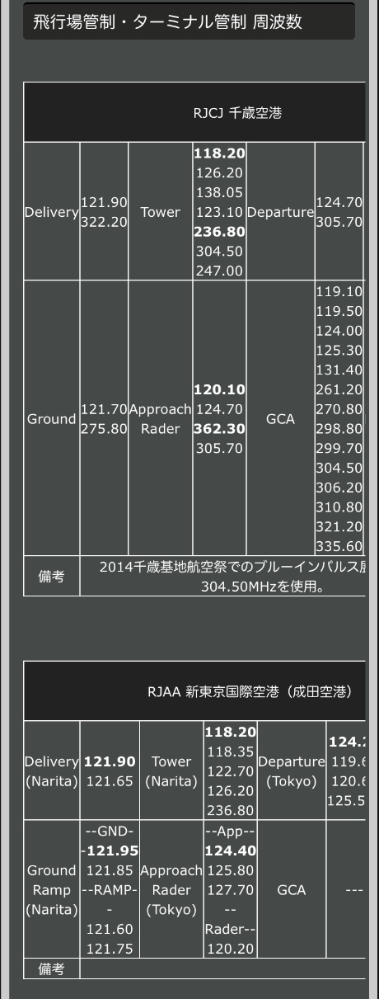 飛行場管制・ターミナル管制 周波数
RJCJ 千歳空港
Delivery
121.90
322.20
Tower
118.20
126.20
138.05
123.10
236.80
304.50
247.00
Departure
124.70
305.70
Ground
121.70
275.80
Approach
Rader
120.10
124.70
362.30
305.70
GCA
119.10
119.50
124.00
125.30
131.40
261.20
270.80
298.80
299.70
304.50
306.20
310.80
321.20
335.60
備考
2014千歳基地航空祭でのブルーインパルス
304.50MHzを使用。
RJAA 新東京国際空港（成田空港）
Delivery
(Narita)
121.90
121.65
Tower
(Narita)
118.20
118.35
122.70
126.20
236.80
Departure
(Tokyo)
124.2
119.6
120.6
125.5
Ground
Ramp
(Narita)
--GND-
-121.95
121.85
--RAMP-
-
121.60
121.75
Approach
Rader
(Tokyo)
--App--
124.40
125.80
127.70
--
Rader--
120.20
GCA
---
備考